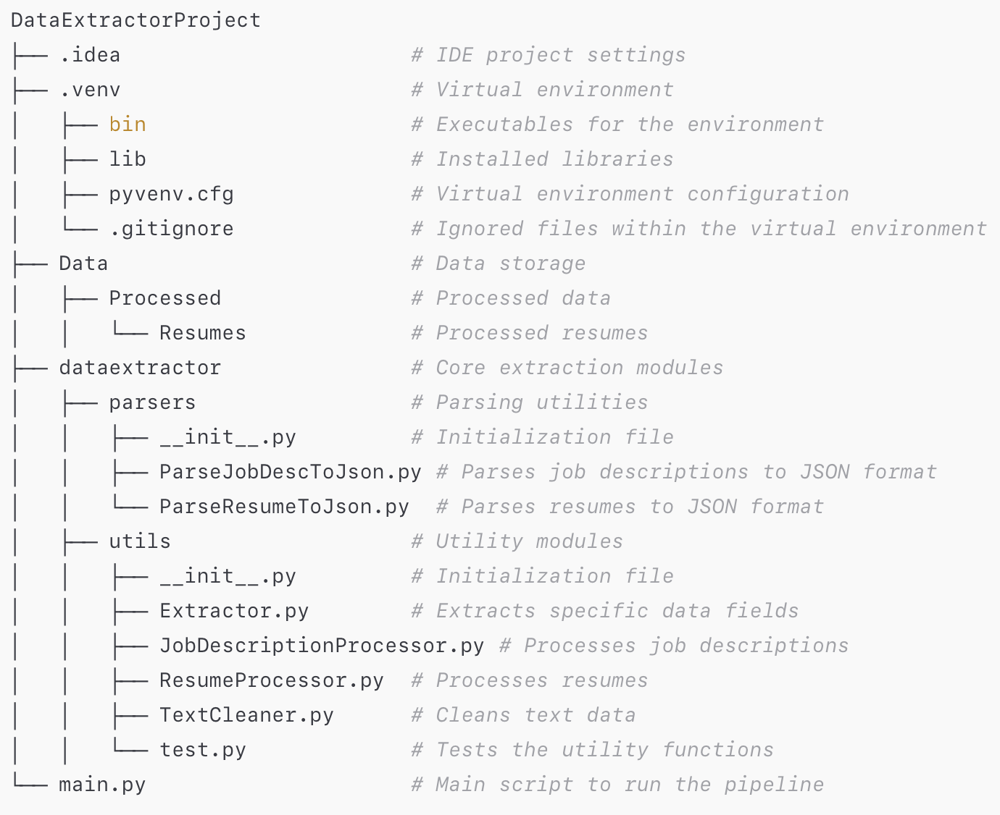 DataExtractorProject
├── .idea                       # IDE project settings
├── .venv                       # Virtual environment
│   ├── bin                     # Executables for the environment
│   ├── lib                     # Installed libraries
│   ├── pyvenv.cfg              # Virtual environment configuration
│   └── .gitignore              # Ignored files within the virtual environment
├── Data                        # Data storage
│   ├── Processed               # Processed data
│   │   └── Resumes             # Processed resumes
├── dataextractor               # Core extraction modules
│   ├── parsers                 # Parsing utilities
│   │   ├── __init__.py         # Initialization file
│   │   ├── ParseJobDescToJson.py # Parses job descriptions to JSON format
│   │   └── ParseResumeToJson.py  # Parses resumes to JSON format
│   ├── utils                   # Utility modules
│   │   ├── __init__.py         # Initialization file
│   │   ├── Extractor.py        # Extracts specific data fields
│   │   ├── JobDescriptionProcessor.py # Processes job descriptions
│   │   ├── ResumeProcessor.py  # Processes resumes
│   │   ├── TextCleaner.py      # Cleans text data
│   │   └── test.py             # Tests the utility functions
└── main.py                     # Main script to run the pipeline